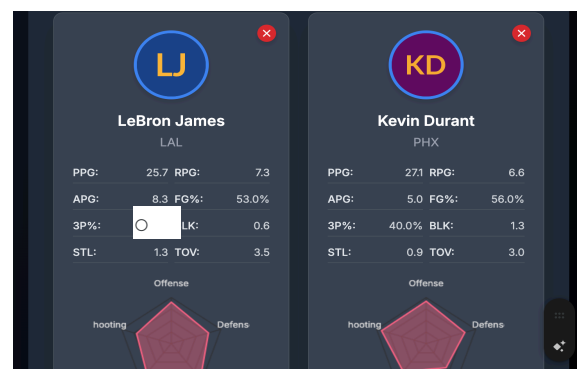 LJ
LeBron James
LAL
PPG: 25.7 RPG: 7.3
APG: 8.3 FG%: 53.0%
3P%: LK: 0.6
STL: 1.3 TOV: 3.5
Offense
hooting Defens
KD
Kevin Durant
PHX
PPG: 27.1 RPG: 6.6
APG: 5.0 FG%: 56.0%
3P%: 40.0% BLK: 1.3
STL: 0.9 TOV: 3.0
Offense
hooting Defens